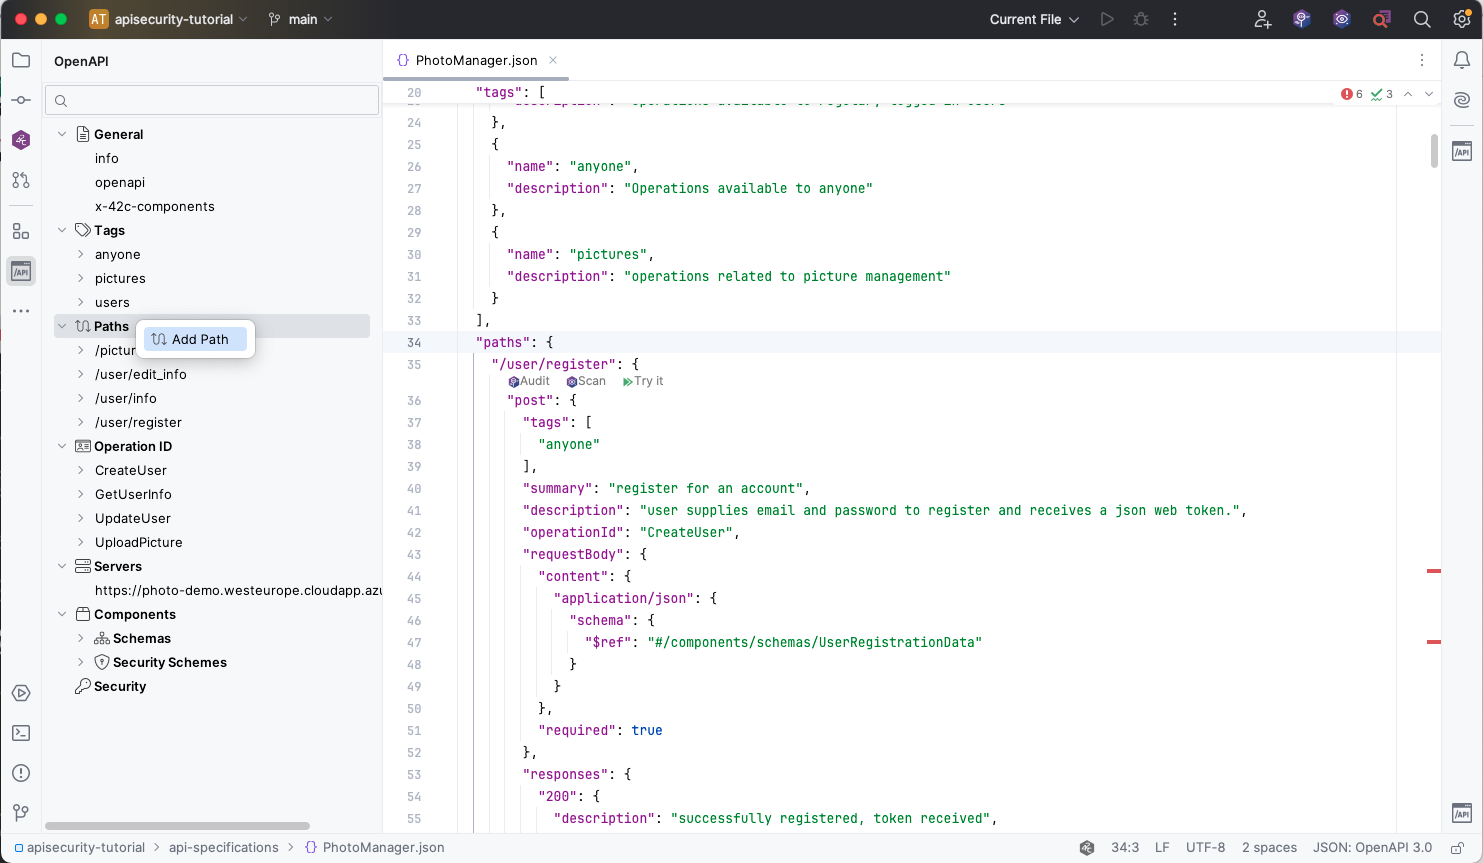 AT apisecurity-tutorial main Current File
OpenAPI
PhotoManager.json
General
info
openapi
x-42c-components
Tags
anyone
pictures
users
Paths
Add Path
/user/edit_info
/user/info
/user/register
Operation ID
CreateUser
GetUserInfo
UpdateUser
UploadPicture
Servers
https://photo-demo.westeurope.cloudapp.azu
Components
Schemas
Security Schemes
Security
20 "tags": [
6 3
24 },
25 {
26 "name": "anyone",
27 "description": "Operations available to anyone"
28 },
29 {
30 "name": "pictures",
31 "description": "operations related to picture management"
32 }
33 ],
34 "paths": {
35 "/user/register": {
Audit Scan Try it
36 "post": {
37 "tags": [
38 "anyone"
39 ],
40 "summary": "register for an account",
41 "description": "user supplies email and password to register and receives a json web token.",
42 "operationId": "CreateUser",
43 "requestBody": {
44 "content": {
45 "application/json": {
46 "schema": {
47 "$ref": "#/components/schemas/UserRegistrationData"
48 }
49 }
50 },
51 "required": true
52 },
53 "responses": {
54 "200": {
55 "description": "successfully registered, token received",
/API
/API
/API
apisecurity-tutorial > api-specifications > {} PhotoManager.json
34:3 LF UTF-8 2 spaces JSON: OpenAPI 3.0